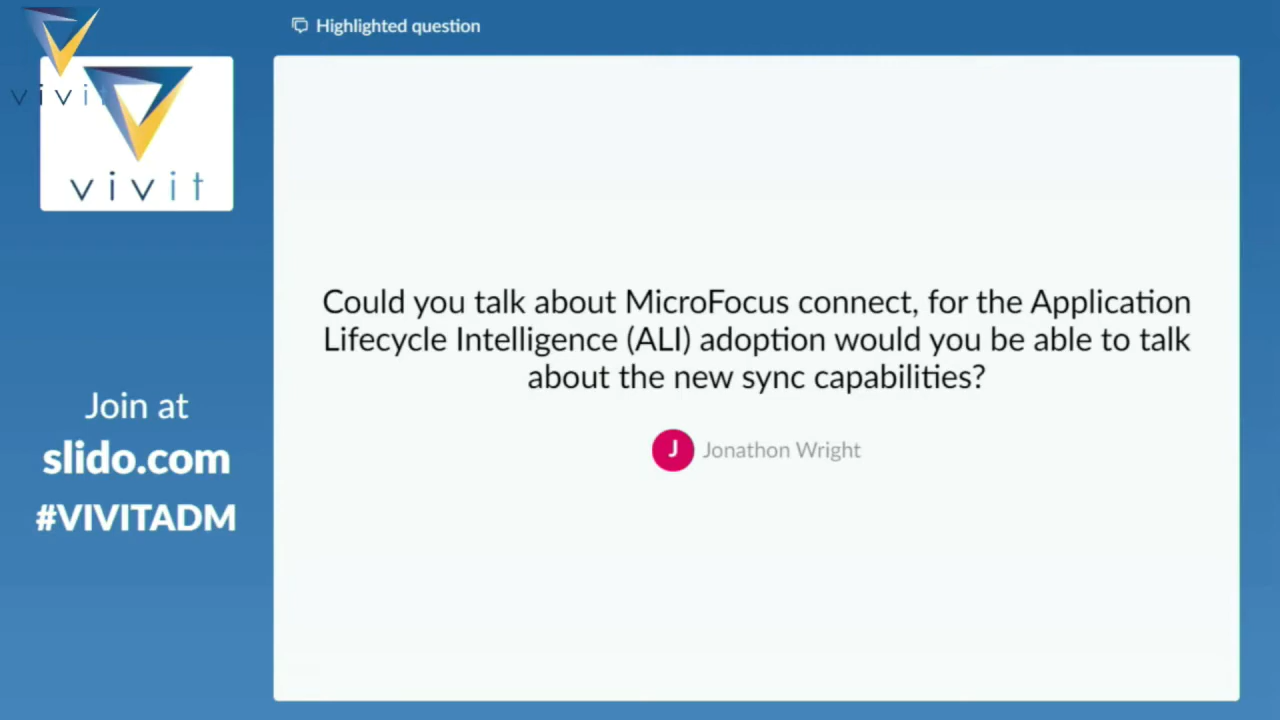 vivit
vivit
Highlighted question
Could you talk about MicroFocus connect, for the Application
Lifecycle Intelligence (ALI) adoption would you be able to talk
about the new sync capabilities?
J Jonathon Wright
Join at
slido.com
#VIVITADM